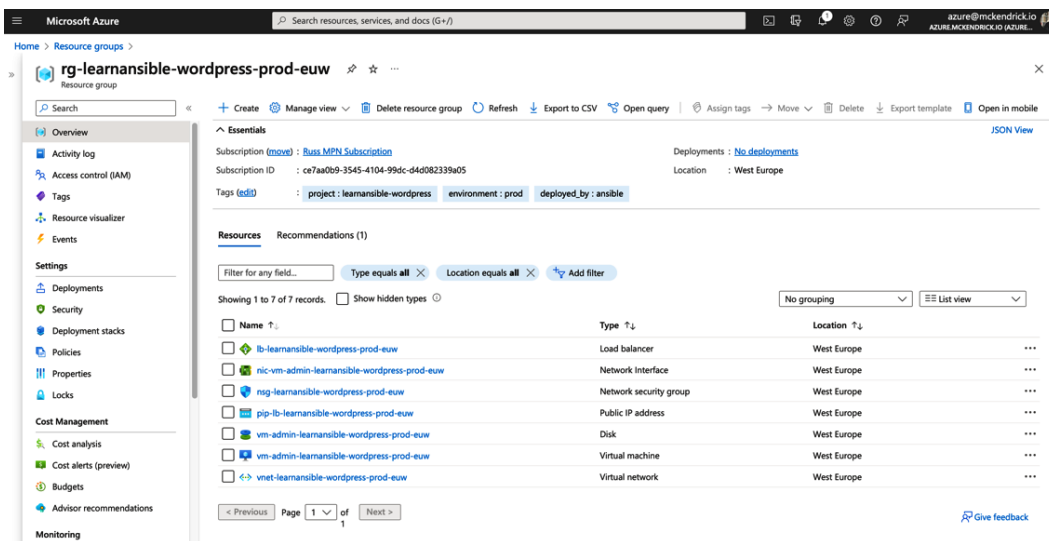 Microsoft Azure
Search resources, services, and docs (G+/)
1
azure@mckendrick.io
AZURE.MCKENDRICK.IO (AZURE...
Home > Resource groups >
rg-learnansible-wordpress-prod-euw
Resource group
Search
Create Manage view Delete resource group Refresh Export to CSV Open query Assign tags Move Delete Export template Open in mobile
Overview
Activity log
Access control (IAM)
Tags
Resource visualizer
Events
Settings
Deployments
Security
Deployment stacks
Policies
Properties
Locks
Cost Management
Cost analysis
Cost alerts (preview)
Budgets
Advisor recommendations
Monitoring
Essentials
JSON View
Subscription (move) : Russ MPN Subscription
Deployments : No deployments
Subscription ID : ce7aa0b9-3545-4104-99dc-d4d082339a05
Location : West Europe
Tags (edit) : project : learnansible-wordpress environment : prod deployed_by : ansible
Resources Recommendations (1)
Filter for any field... Type equals all Location equals all Add filter
Showing 1 to 7 of 7 records. Show hidden types No grouping List view
Name Type Location
lb-learnansible-wordpress-prod-euw Load balancer West Europe
nic-vm-admin-learnansible-wordpress-prod-euw Network Interface West Europe
nsg-learnansible-wordpress-prod-euw Network security group West Europe
pip-lb-learnansible-wordpress-prod-euw Public IP address West Europe
vm-admin-learnansible-wordpress-prod-euw Disk West Europe
vm-admin-learnansible-wordpress-prod-euw Virtual machine West Europe
vnet-learnansible-wordpress-prod-euw Virtual network West Europe
< Previous Page 1 of 1 Next >
Give feedback